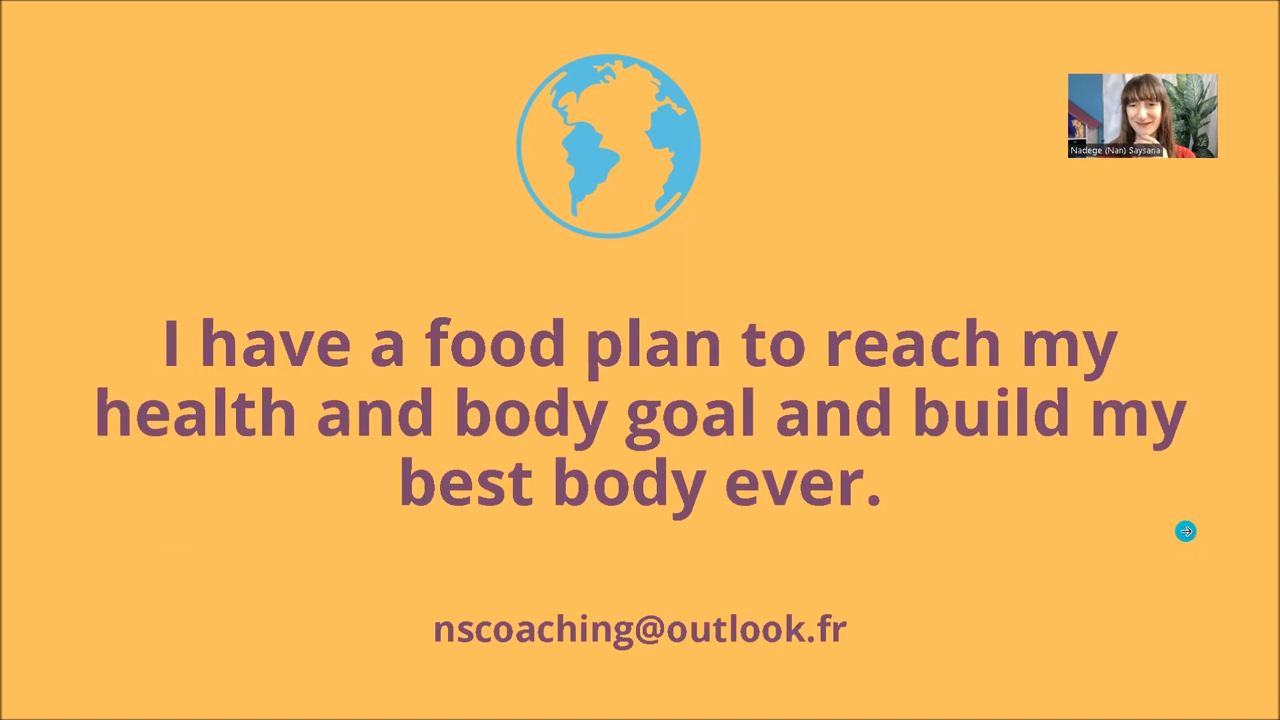 Nadege (Nan) Saysana
I have a food plan to reach my
health and body goal and build my
best body ever.
nscoaching@outlook.fr